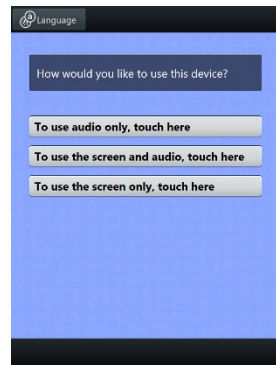 Language
How would you like to use this device?
To use audio only, touch here
To use the screen and audio, touch here
To use the screen only, touch here